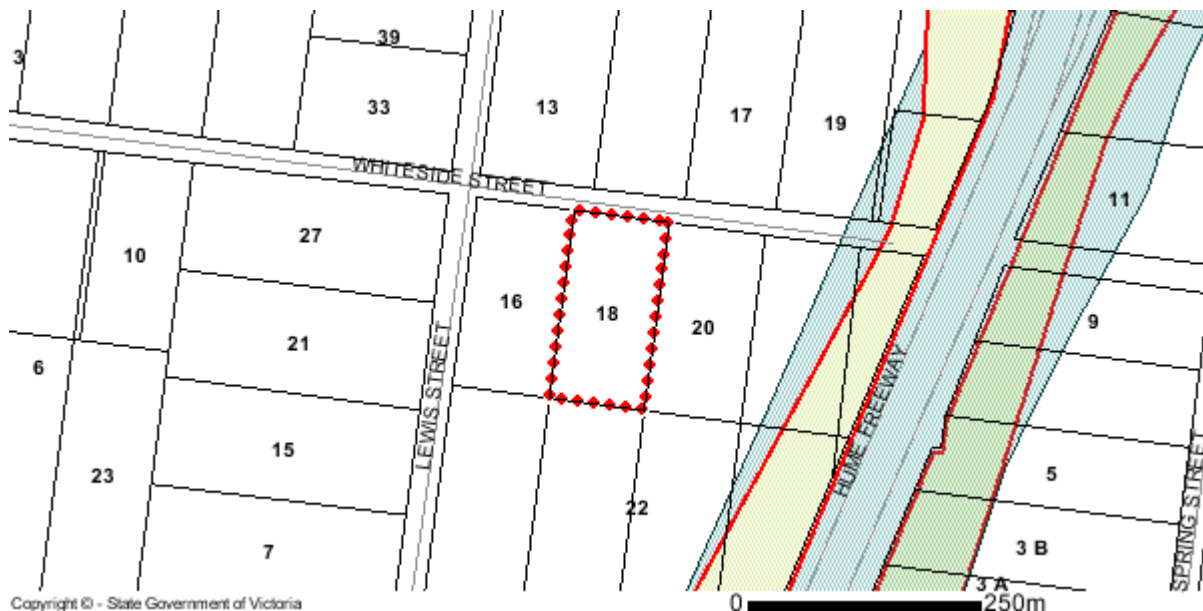 39
3
33
13
17
19
WHITESIDE STREET
11
10
27
16
18
20
9
21
6
LEWIS STREET
HUME FREEWAY
15
23
22
5
SPRING STREET
7
3 B
3 A
Copyright © - State Government of Victoria
0 250m